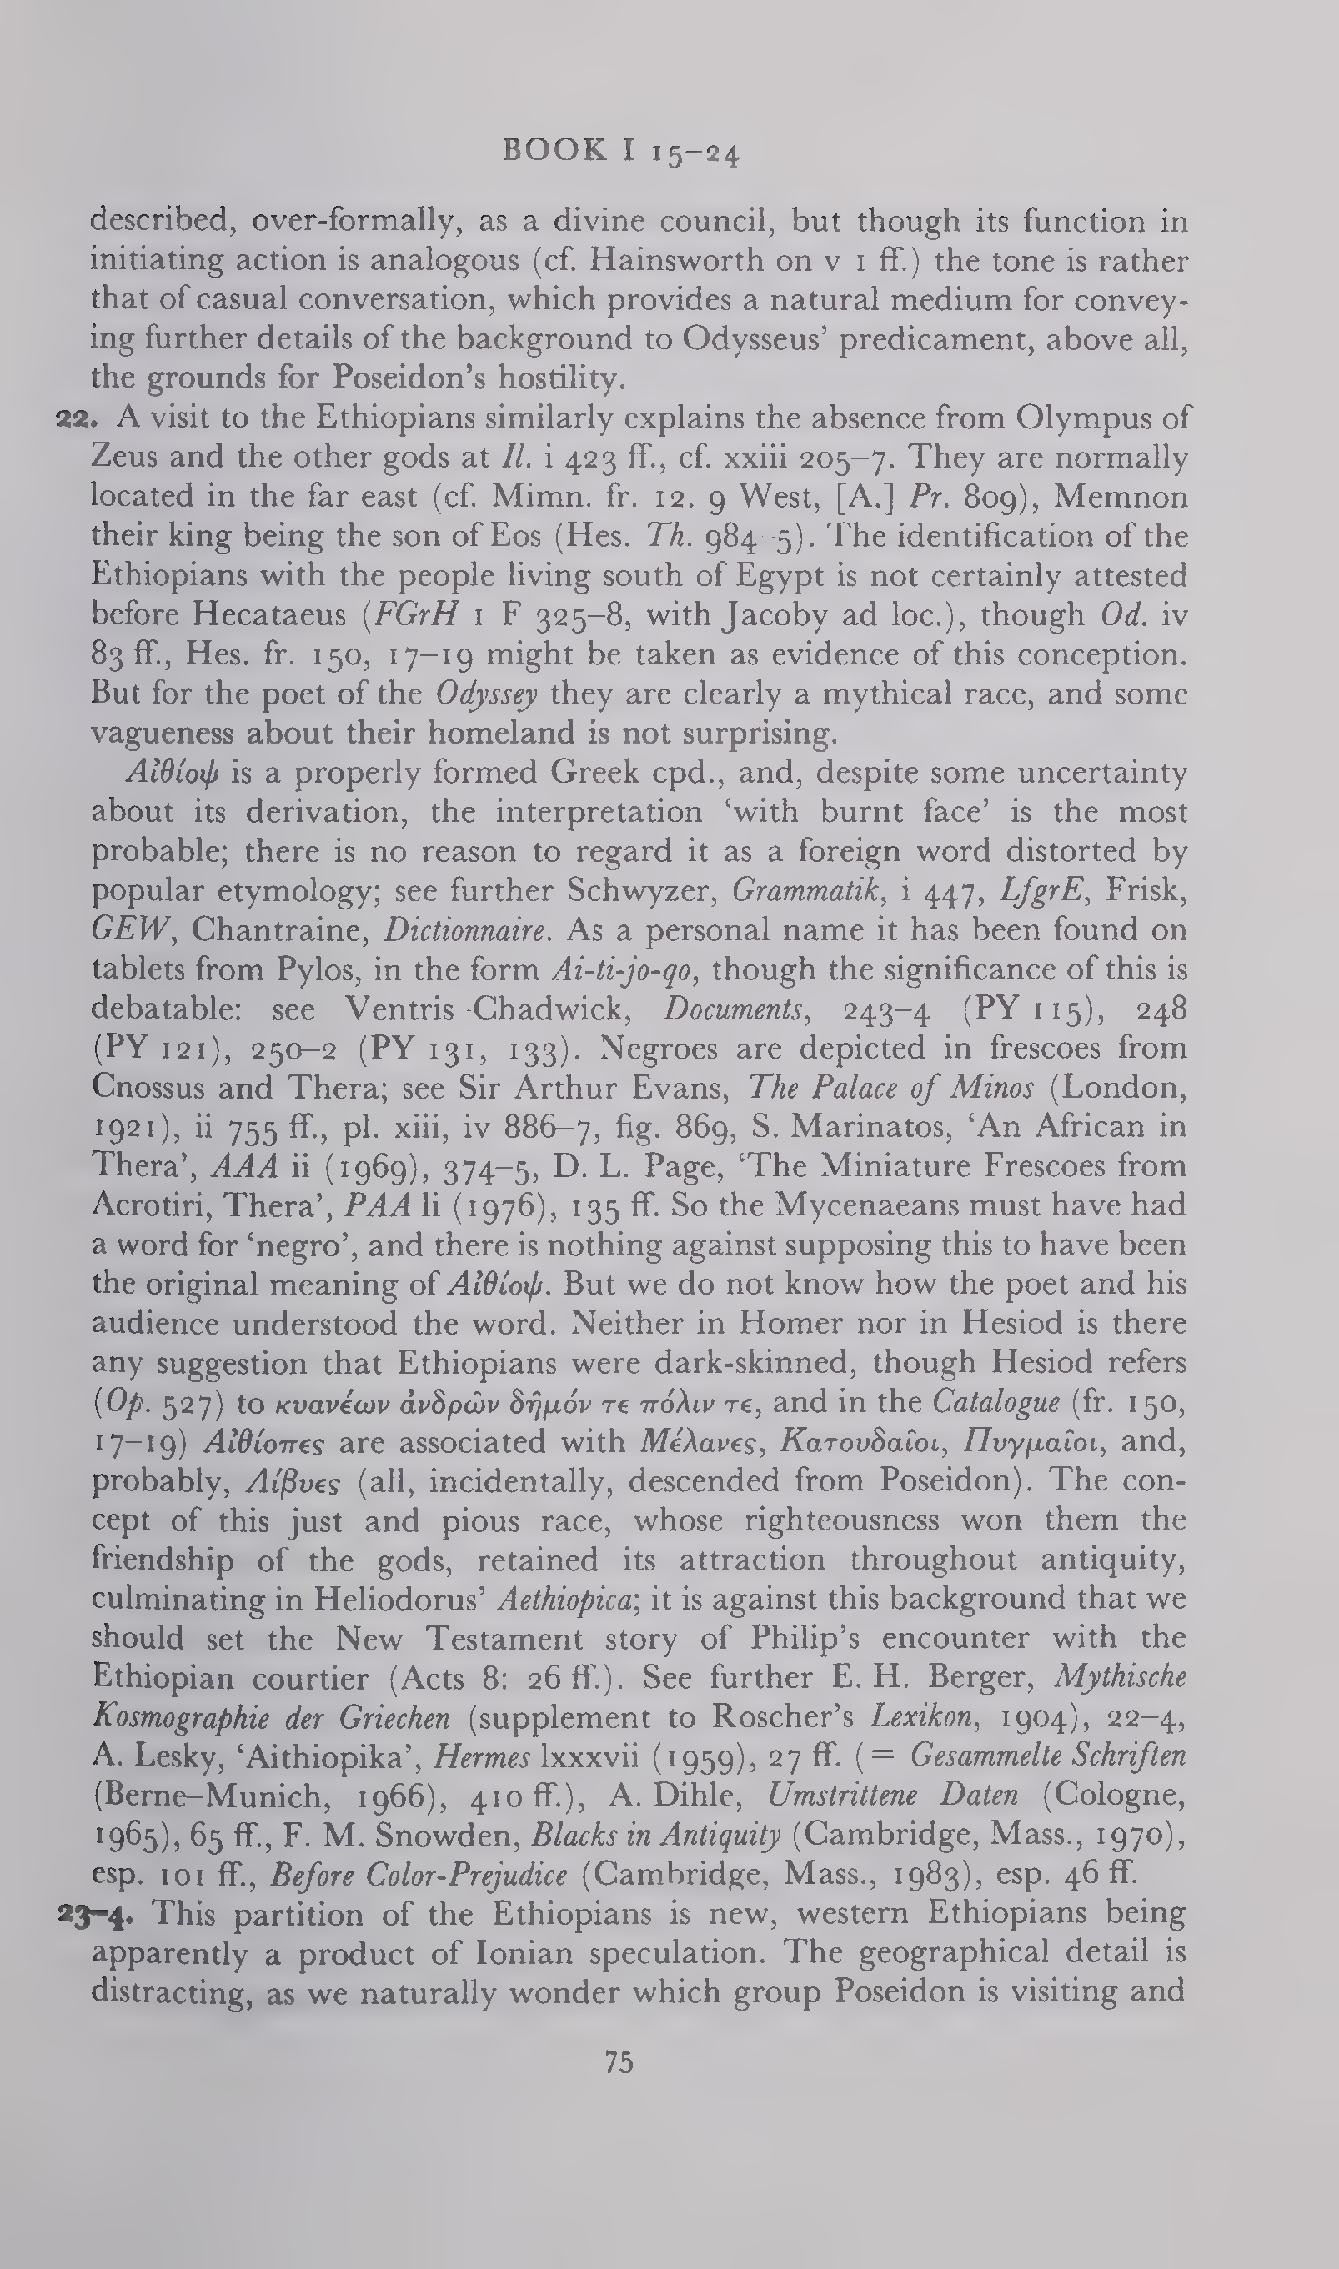 BOOK I 15–24
described, over-formally, as a divine council, but though its function in
initiating action is analogous (cf. Hainsworth on v 1 ff.) the tone is rather
that of casual conversation, which provides a natural medium for convey-
ing further details of the background to Odysseus’ predicament, above all,
the grounds for Poseidon’s hostility.
22. A visit to the Ethiopians similarly explains the absence from Olympus of
Zeus and the other gods at Il. i 423 ff., cf. xxiii 205–7. They are normally
located in the far east (cf. Mimn. fr. 12. 9 West, [A.] Pr. 809), Memnon
their king being the son of Eos (Hes. Th. 984–5). The identification of the
Ethiopians with the people living south of Egypt is not certainly attested
before Hecataeus (FGrH 1 F 325–8, with Jacoby ad loc.), though Od. iv
83 ff., Hes. fr. 150, 17–19 might be taken as evidence of this conception.
But for the poet of the Odyssey they are clearly a mythical race, and some
vagueness about their homeland is not surprising.
Αἰθίοψ is a properly formed Greek cpd., and, despite some uncertainty
about its derivation, the interpretation ‘with burnt face’ is the most
probable; there is no reason to regard it as a foreign word distorted by
popular etymology; see further Schwyzer, Grammatik, i 447, LfgrE, Frisk,
GEW, Chantraine, Dictionnaire. As a personal name it has been found on
tablets from Pylos, in the form Ai-ti-jo-qo, though the significance of this is
debatable: see Ventris–Chadwick, Documents, 243–4 (PY 115), 248
(PY 121), 250–2 (PY 131, 133). Negroes are depicted in frescoes from
Cnossus and Thera; see Sir Arthur Evans, The Palace of Minos (London,
1921), ii 755 ff., pl. xiii, iv 886–7, fig. 869, S. Marinatos, ‘An African in
Thera’, AAA ii (1969), 374–5, D. L. Page, ‘The Miniature Frescoes from
Acrotiri, Thera’, PAA li (1976), 135 ff. So the Mycenaeans must have had
a word for ‘negro’, and there is nothing against supposing this to have been
the original meaning of Αἰθίοψ. But we do not know how the poet and his
audience understood the word. Neither in Homer nor in Hesiod is there
any suggestion that Ethiopians were dark-skinned, though Hesiod refers
(Op. 527) to κυανέων ἀνδρῶν δῆμόν τε πόλιν τε, and in the Catalogue (fr. 150,
17–19) Αἰθίοπες are associated with Μέλανες, Κατουδαῖοι, Πυγμαῖοι, and,
probably, Λίβυες (all, incidentally, descended from Poseidon). The con-
cept of this just and pious race, whose righteousness won them the
friendship of the gods, retained its attraction throughout antiquity,
culminating in Heliodorus’ Aethiopica; it is against this background that we
should set the New Testament story of Philip’s encounter with the
Ethiopian courtier (Acts 8: 26 ff.). See further E. H. Berger, Mythische
Kosmographie der Griechen (supplement to Roscher’s Lexikon, 1904), 22–4,
A. Lesky, ‘Aithiopika’, Hermes lxxxvii (1959), 27 ff. (= Gesammelte Schriften
(Berne–Munich, 1966), 410 ff.), A. Dihle, Umstrittene Daten (Cologne,
1965), 65 ff., F. M. Snowden, Blacks in Antiquity (Cambridge, Mass., 1970),
esp. 101 ff., Before Color-Prejudice (Cambridge, Mass., 1983), esp. 46 ff.
23–4. This partition of the Ethiopians is new, western Ethiopians being
apparently a product of Ionian speculation. The geographical detail is
distracting, as we naturally wonder which group Poseidon is visiting and
75